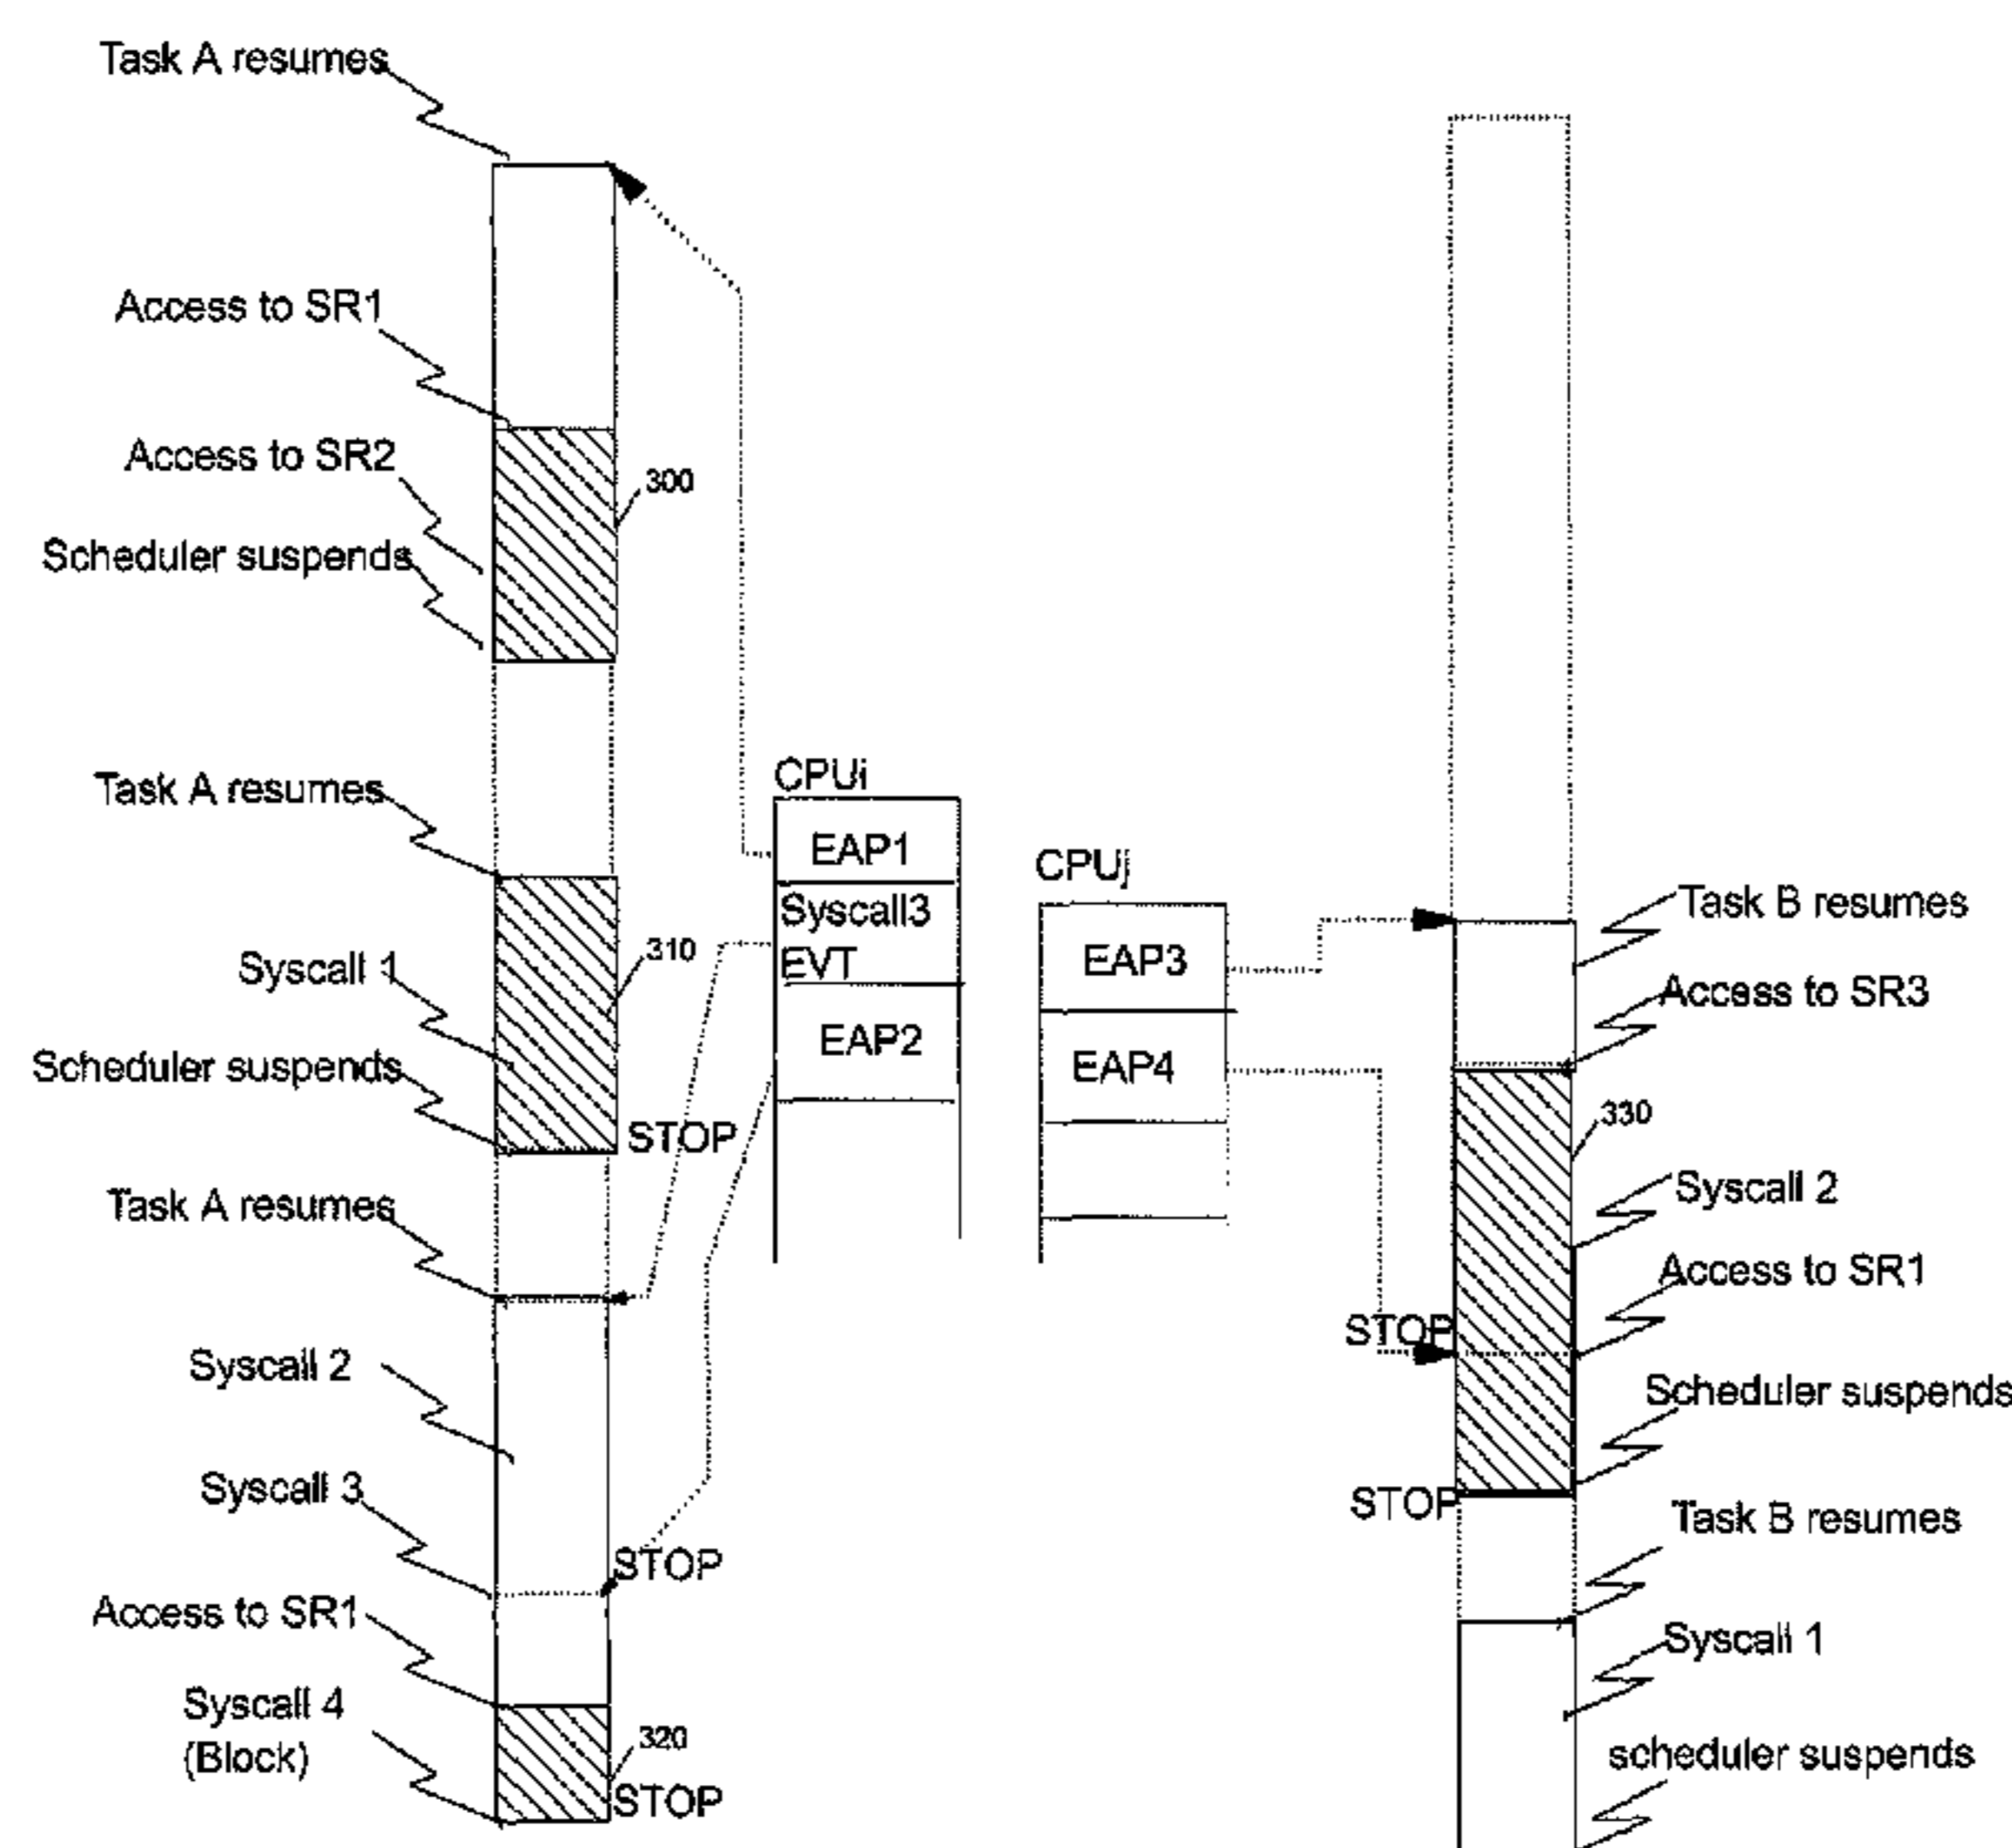 Task A resumes
Access to SR1
Access to SR2
300
Scheduler suspends
Task A resumes
Syscall 1
310
Scheduler suspends
STOP
Task A resumes
Syscall 2
Syscall 3
STOP
Access to SR1
Syscall 4
(Block)
320
STOP
CPUi
EAP1
Syscall3
EVT
EAP2
CPUj
EAP3
EAP4
Task B resumes
Access to SR3
330
Syscall 2
Access to SR1
STOP
Scheduler suspends
STOP
Task B resumes
Syscall 1
scheduler suspends